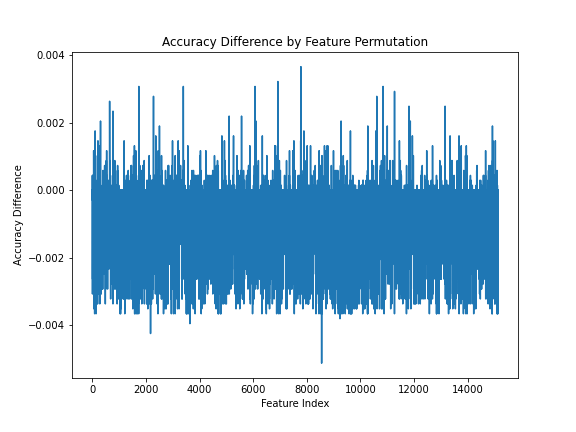 Accuracy Difference by Feature Permutation
0.004
0.002
0.000
−0.002
−0.004
Accuracy Difference
0 2000 4000 6000 8000 10000 12000 14000
Feature Index